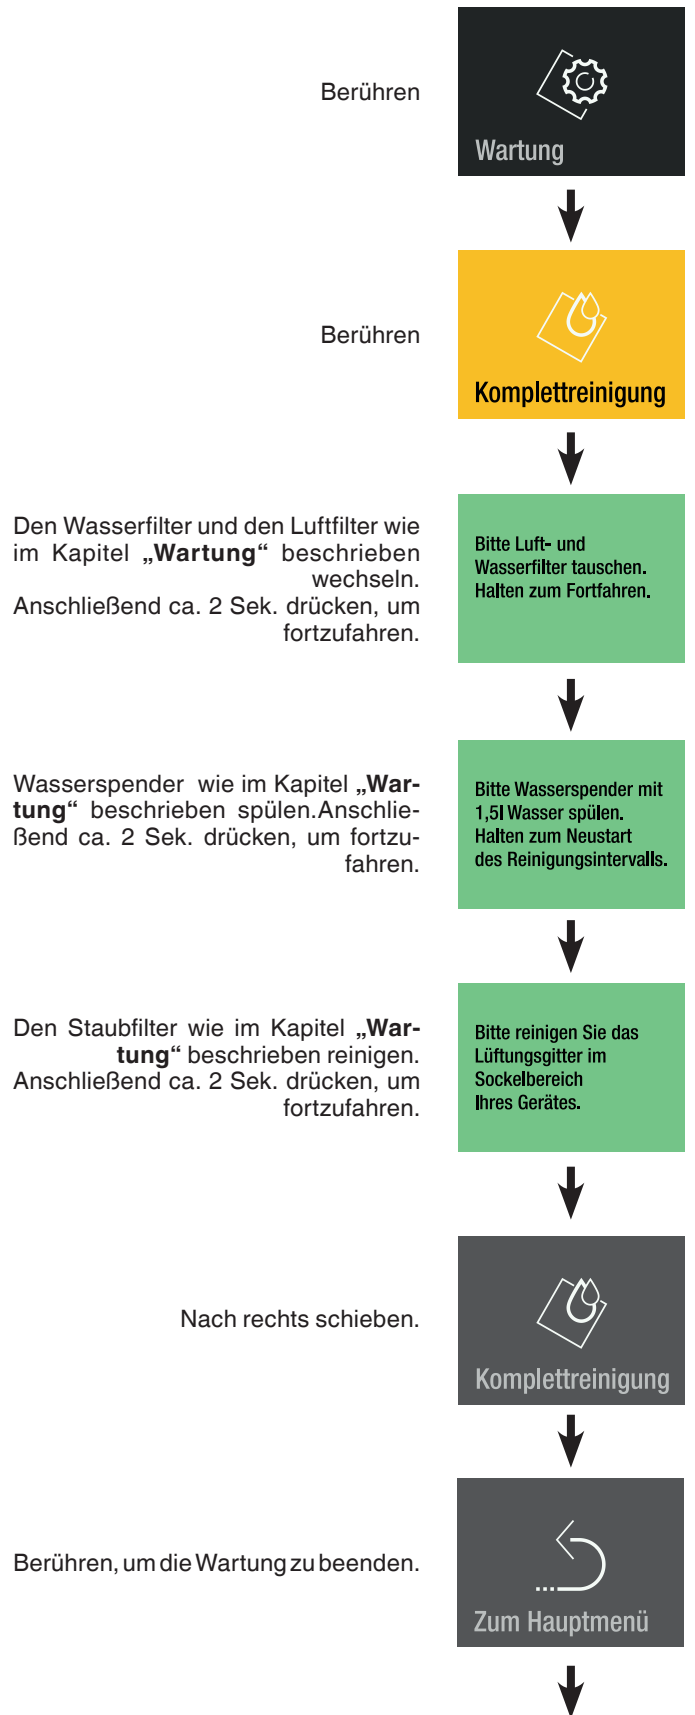 Berühren
Wartung
Berühren
Komplettreinigung
Den Wasserfilter und den Luftfilter wie
im Kapitel „Wartung“ beschrieben
wechseln.
Anschließend ca. 2 Sek. drücken, um
fortzufahren.
Bitte Luft- und
Wasserfilter tauschen.
Halten zum Fortfahren.
Wasserspender wie im Kapitel „War-
tung“ beschrieben spülen.Anschlie-
ßend ca. 2 Sek. drücken, um fortzu-
fahren.
Bitte Wasserspender mit
1,5l Wasser spülen.
Halten zum Neustart
des Reinigungsintervalls.
Den Staubfilter wie im Kapitel „War-
tung“ beschrieben reinigen.
Anschließend ca. 2 Sek. drücken, um
fortzufahren.
Bitte reinigen Sie das
Lüftungsgitter im
Sockelbereich
Ihres Gerätes.
Nach rechts schieben.
Komplettreinigung
Berühren, um die Wartung zu beenden.
Zum Hauptmenü